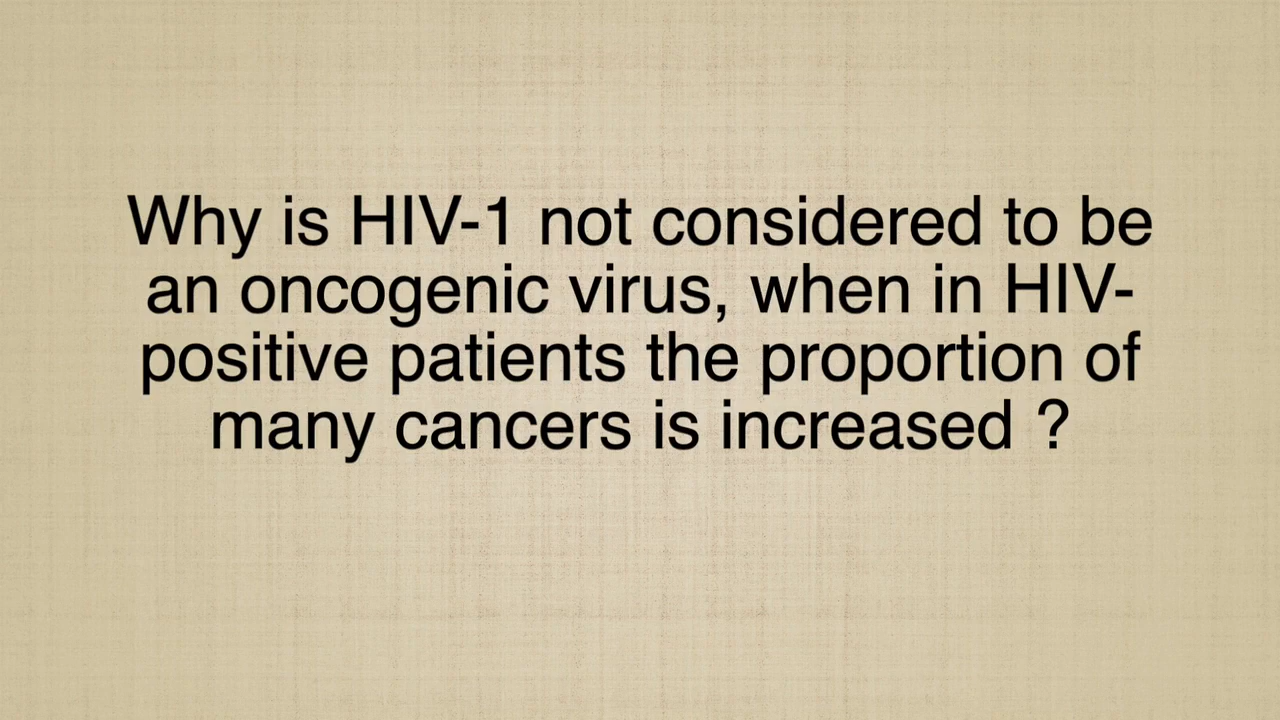 Why is HIV-1 not considered to be
an oncogenic virus, when in HIV-
positive patients the proportion of
many cancers is increased ?